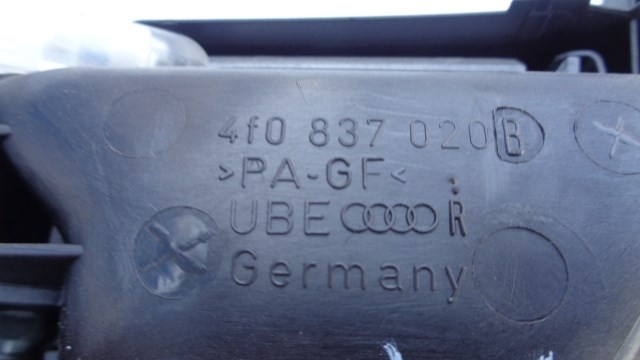 4f0 837 020 B
>PA-GF<
UBE R
Germany